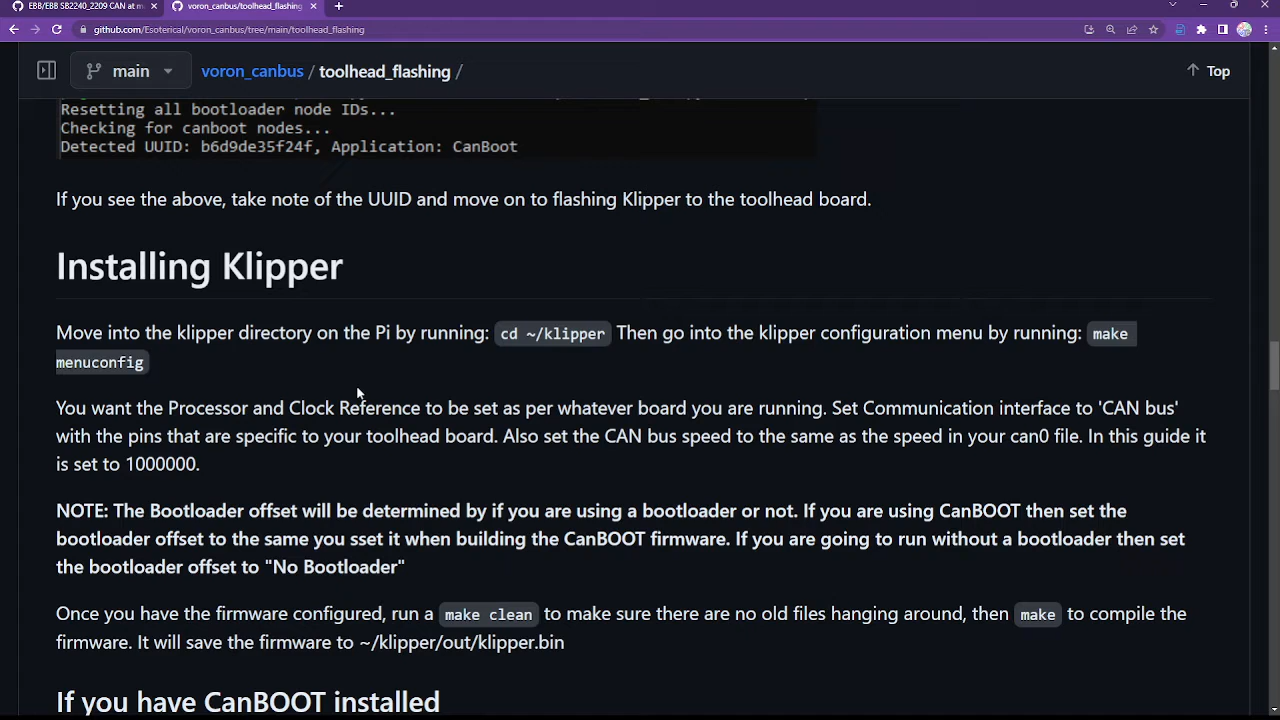 EBB/EBB SB2240_2209 CAN at m
voron_canbus/toolhead_flashing
github.com/Esoterical/voron_canbus/tree/main/toolhead_flashing
main
voron_canbus / toolhead_flashing /
Top
Resetting all bootloader node IDs...
Checking for canboot nodes...
Detected UUID: b6d9de35f24f, Application: CanBoot
If you see the above, take note of the UUID and move on to flashing Klipper to the toolhead board.
Installing Klipper
Move into the klipper directory on the Pi by running: cd ~/klipper Then go into the klipper configuration menu by running: make
menuconfig
You want the Processor and Clock Reference to be set as per whatever board you are running. Set Communication interface to 'CAN bus'
with the pins that are specific to your toolhead board. Also set the CAN bus speed to the same as the speed in your can0 file. In this guide it
is set to 1000000.
NOTE: The Bootloader offset will be determined by if you are using a bootloader or not. If you are using CanBOOT then set the
bootloader offset to the same you sset it when building the CanBOOT firmware. If you are going to run without a bootloader then set
the bootloader offset to "No Bootloader"
Once you have the firmware configured, run a make clean to make sure there are no old files hanging around, then make to compile the
firmware. It will save the firmware to ~/klipper/out/klipper.bin
If you have CanBOOT installed